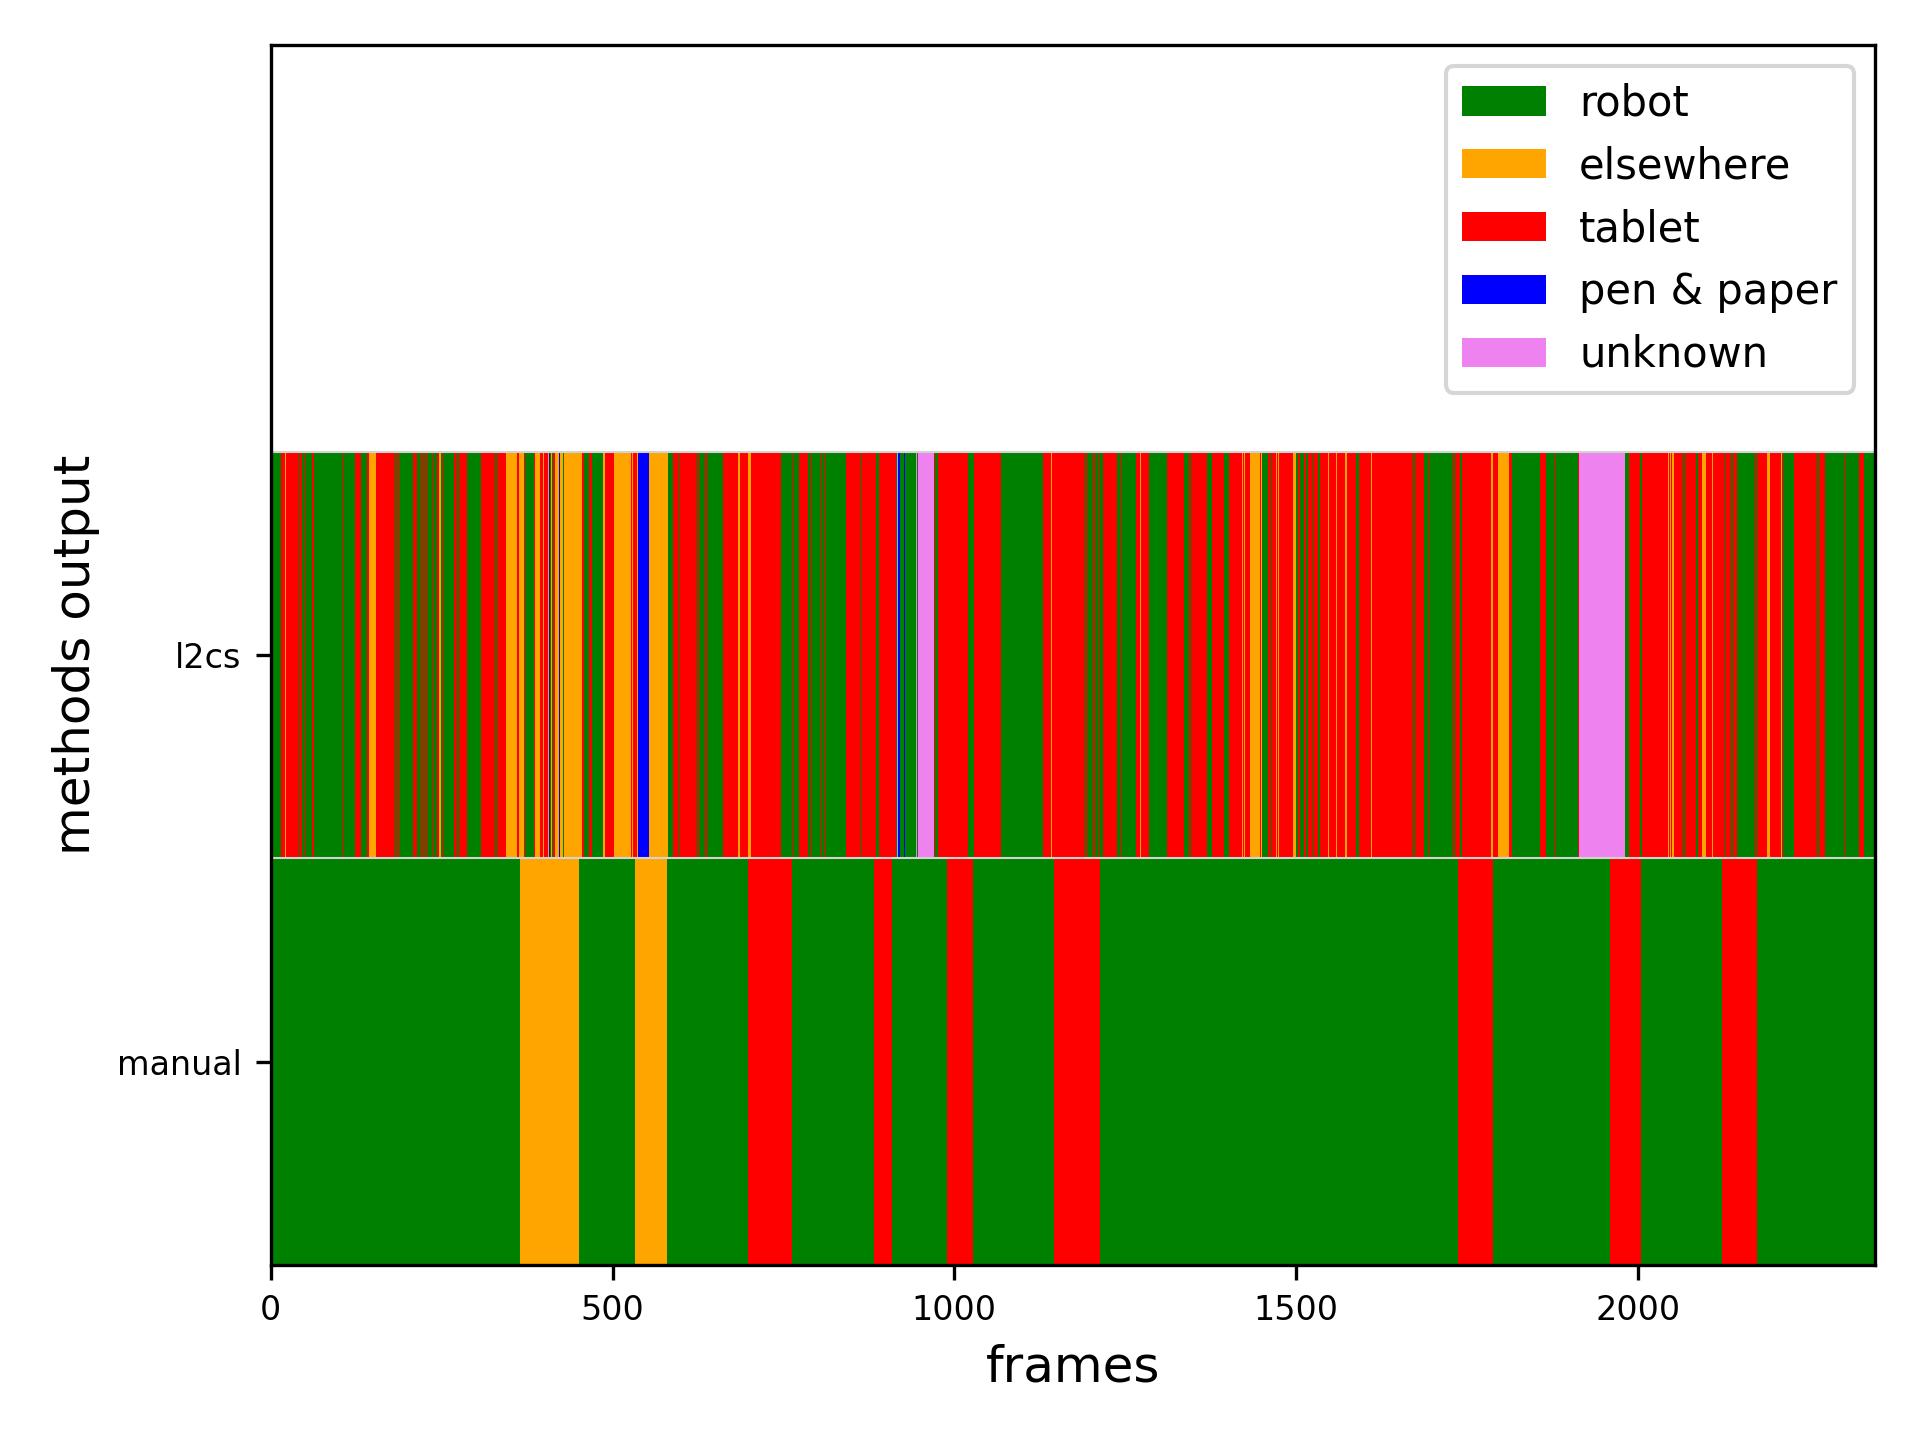 robot
elsewhere
tablet
pen & paper
unknown
methods output
l2cs
manual
0 500 1000 1500 2000
frames